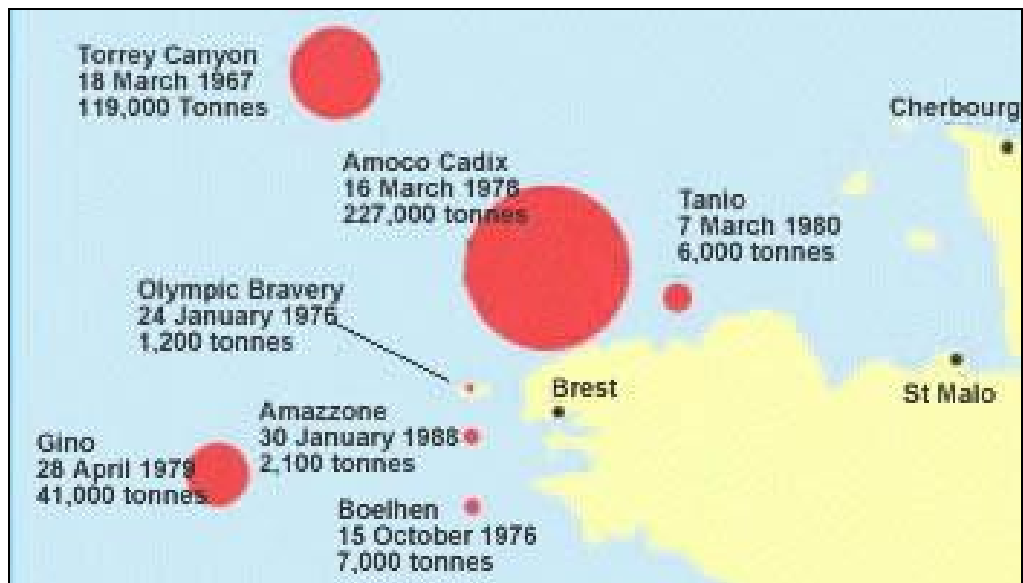 Torrey Canyon
18 March 1967
119,000 Tonnes
Cherbourg
Amoco Cadix
16 March 1978
227,000 tonnes
Tanio
7 March 1980
6,000 tonnes
Olympic Bravery
24 January 1976
1,200 tonnes
Brest
St Malo
Amazzone
30 January 1988
2,100 tonnes
Gino
28 April 1979
41,000 tonnes
Boelhen
15 October 1976
7,000 tonnes